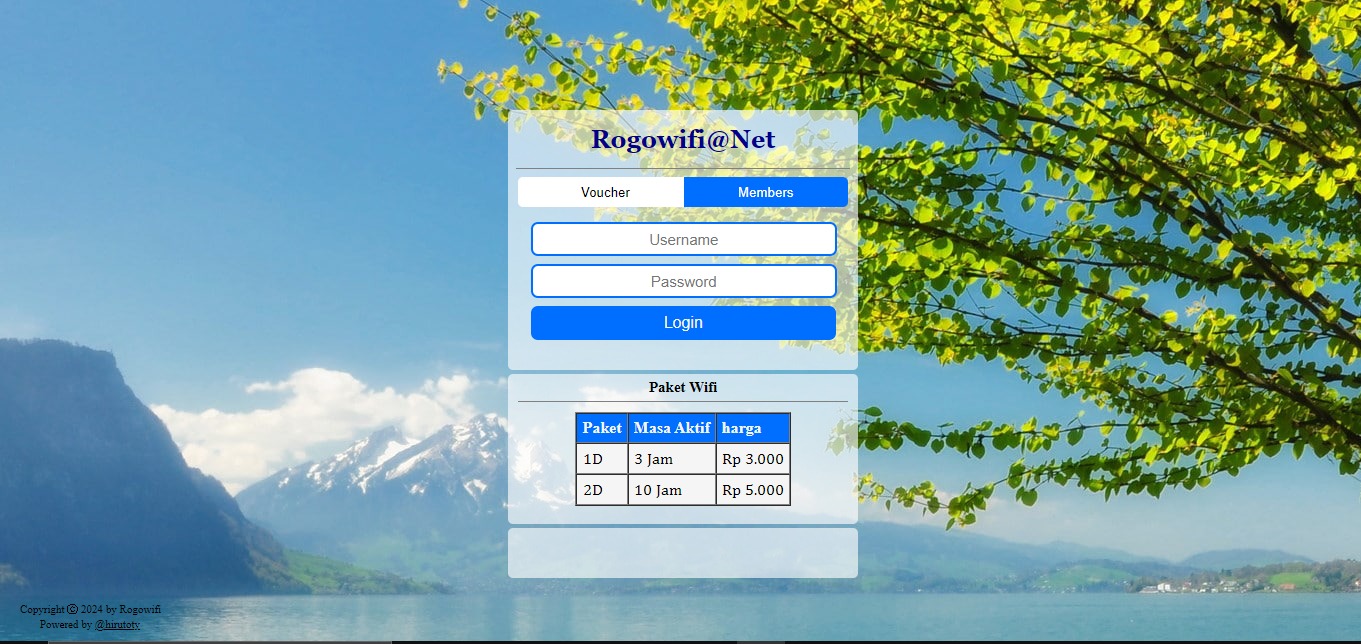 Rogowifi@Net
Voucher Members
Username
Password
Login
Paket Wifi
Paket Masa Aktif harga
1D 3 Jam Rp 3.000
2D 10 Jam Rp 5.000
Copyright © 2024 by Rogowifi
Powered by @hirutotv